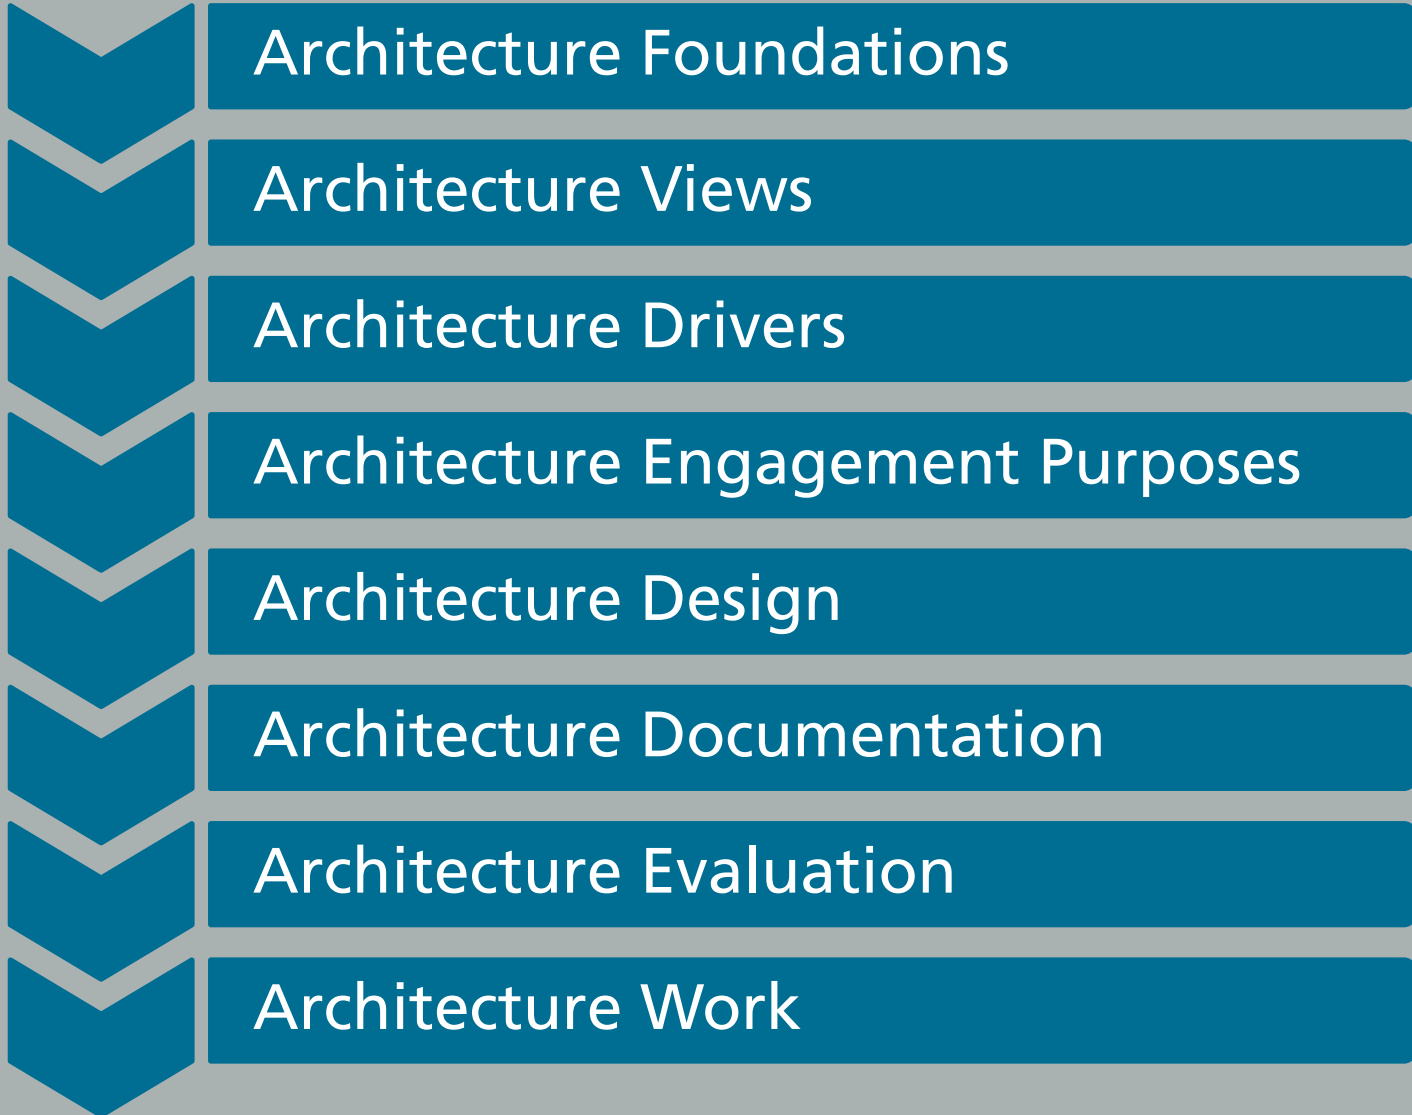 Architecture Foundations
Architecture Views
Architecture Drivers
Architecture Engagement Purposes
Architecture Design
Architecture Documentation
Architecture Evaluation
Architecture Work